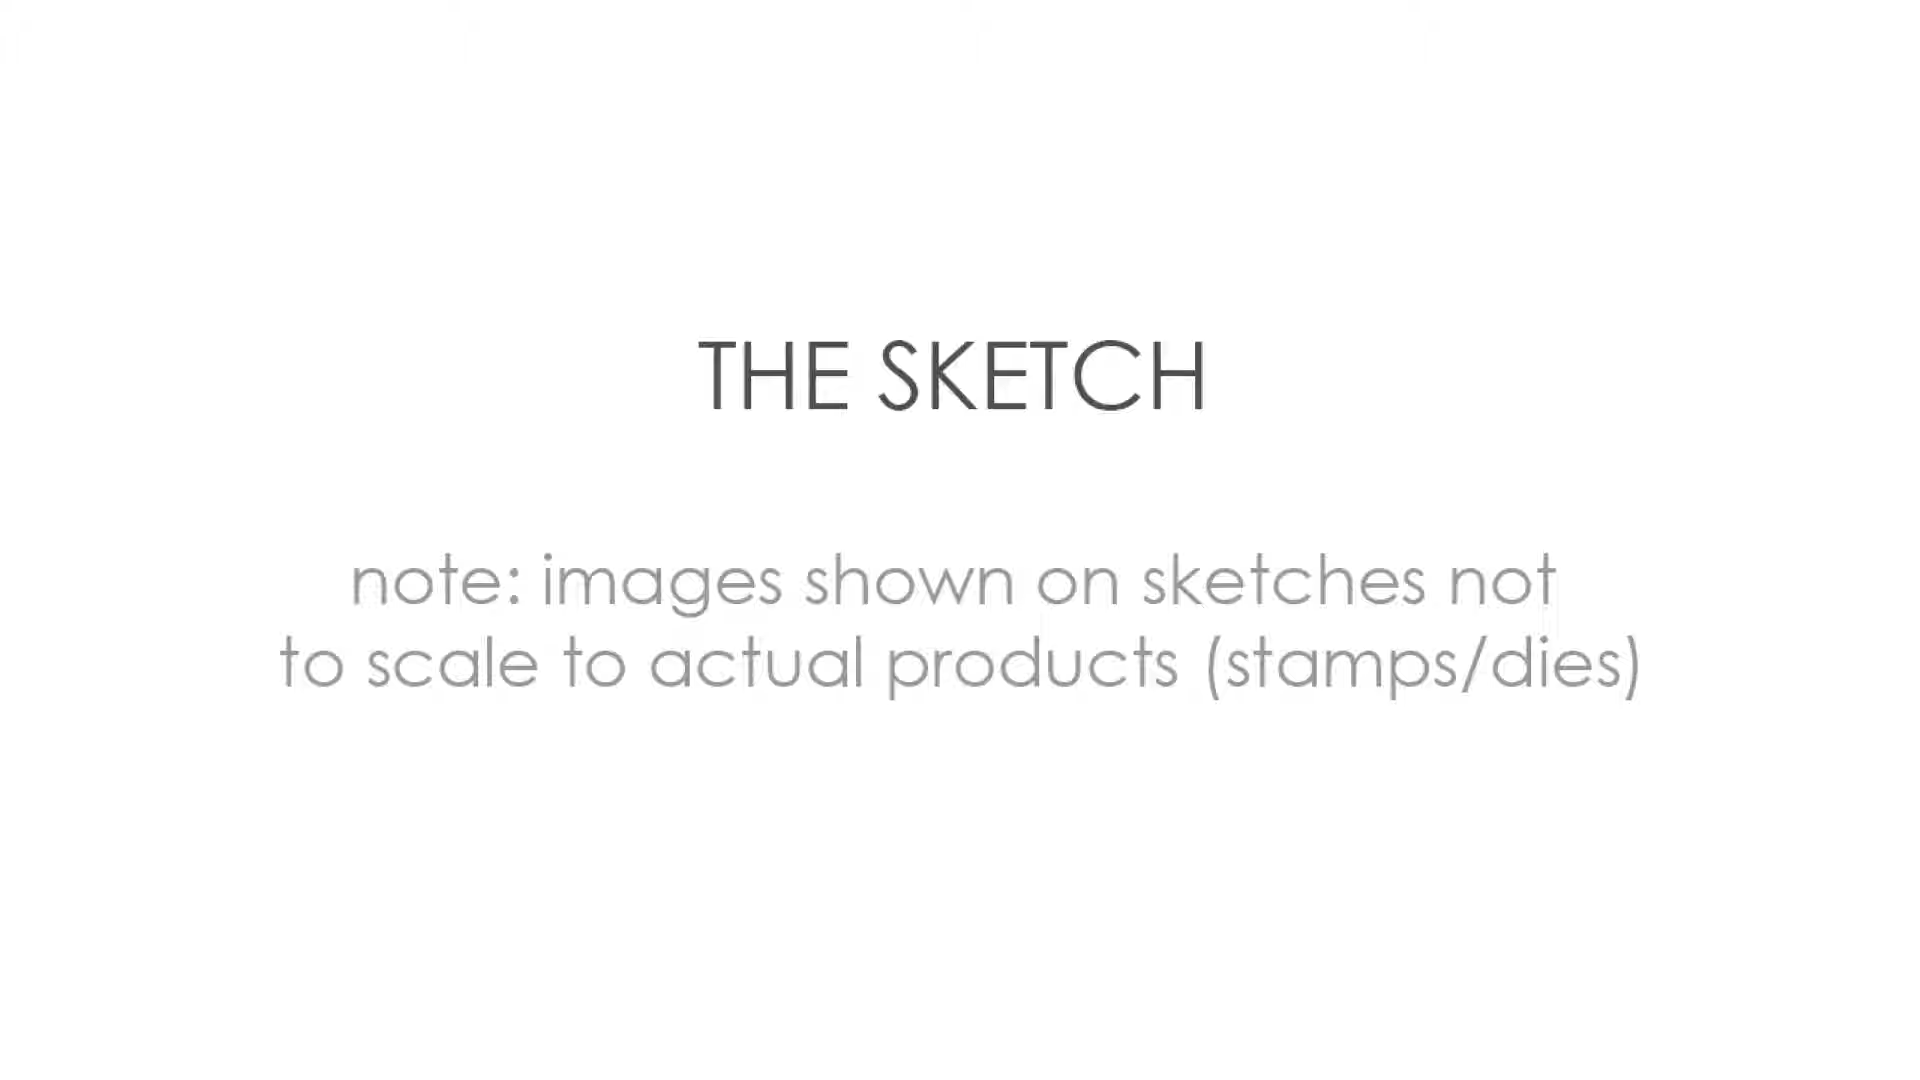 THE SKETCH
note: images shown on sketches not
to scale to actual products (stamps/dies)